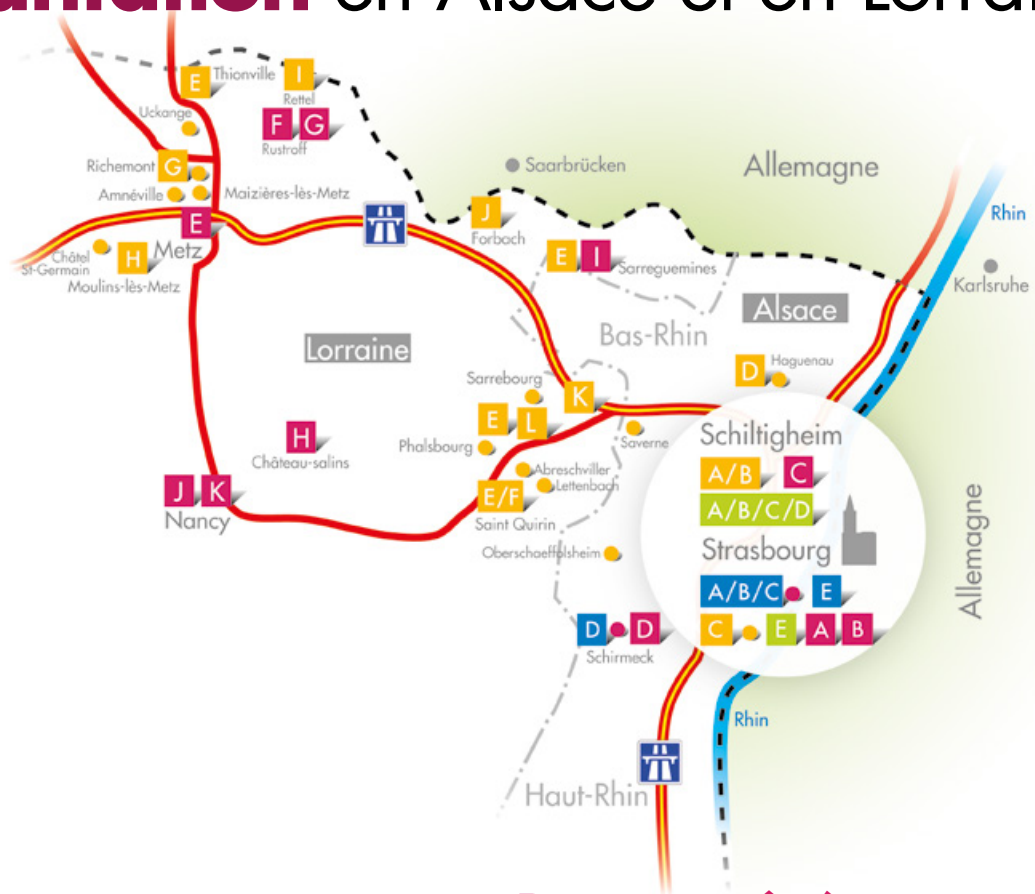 en Alsace et en Lorra
E Thionville
I
Rettel
Uckange
F G
Rustroff
Richemont G
Saarbrücken
Allemagne
Amnéville
Maizières-lès-Metz
Rhin
J
Forbach
E
Metz
Châtel
St-Germain
H
Moulins-lès-Metz
E I
Sarreguemines
Karlsruhe
Alsace
Bas-Rhin
Lorraine
D Haguenau
Sarrebourg
K
E L
Phalsbourg
Saverne
Schiltigheim
H
Château-salins
A/B C
Abreschviller
Lettenbach
J K
Nancy
E/F
Saint Quirin
A/B/C/D
Strasbourg
Oberschaeffolsheim
Allemagne
A/B/C E
D D
Schirmeck
C E A B
Rhin
Haut-Rhin